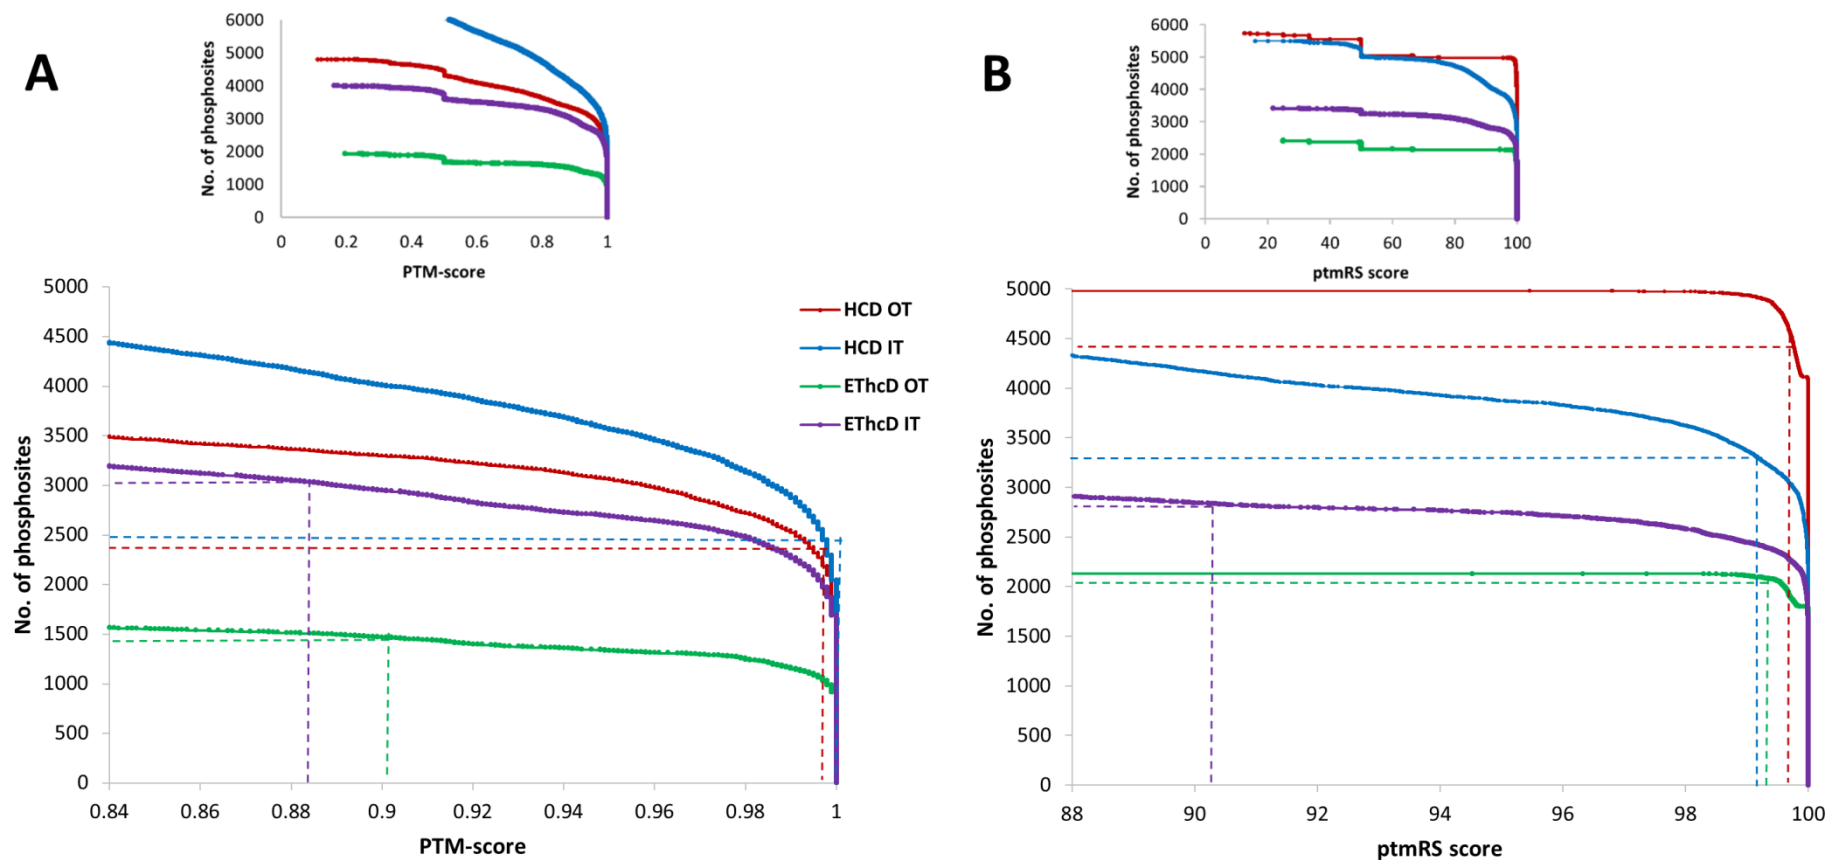 A
No. of phosphosites
6000
5000
4000
3000
2000
1000
0
0 0.2 0.4 0.6 0.8 1
PTM-score
No. of phosphosites
5000
4500
4000
3500
3000
2500
2000
1500
1000
500
0
0.84 0.86 0.88 0.9 0.92 0.94 0.96 0.98 1
PTM-score
HCD OT
HCD IT
EThcD OT
EThcD IT
B
No. of phosphosites
6000
5000
4000
3000
2000
1000
0
0 20 40 60 80 100
ptmRS score
No. of phosphosites
5000
4500
4000
3500
3000
2500
2000
1500
1000
500
0
88 90 92 94 96 98 100
ptmRS score